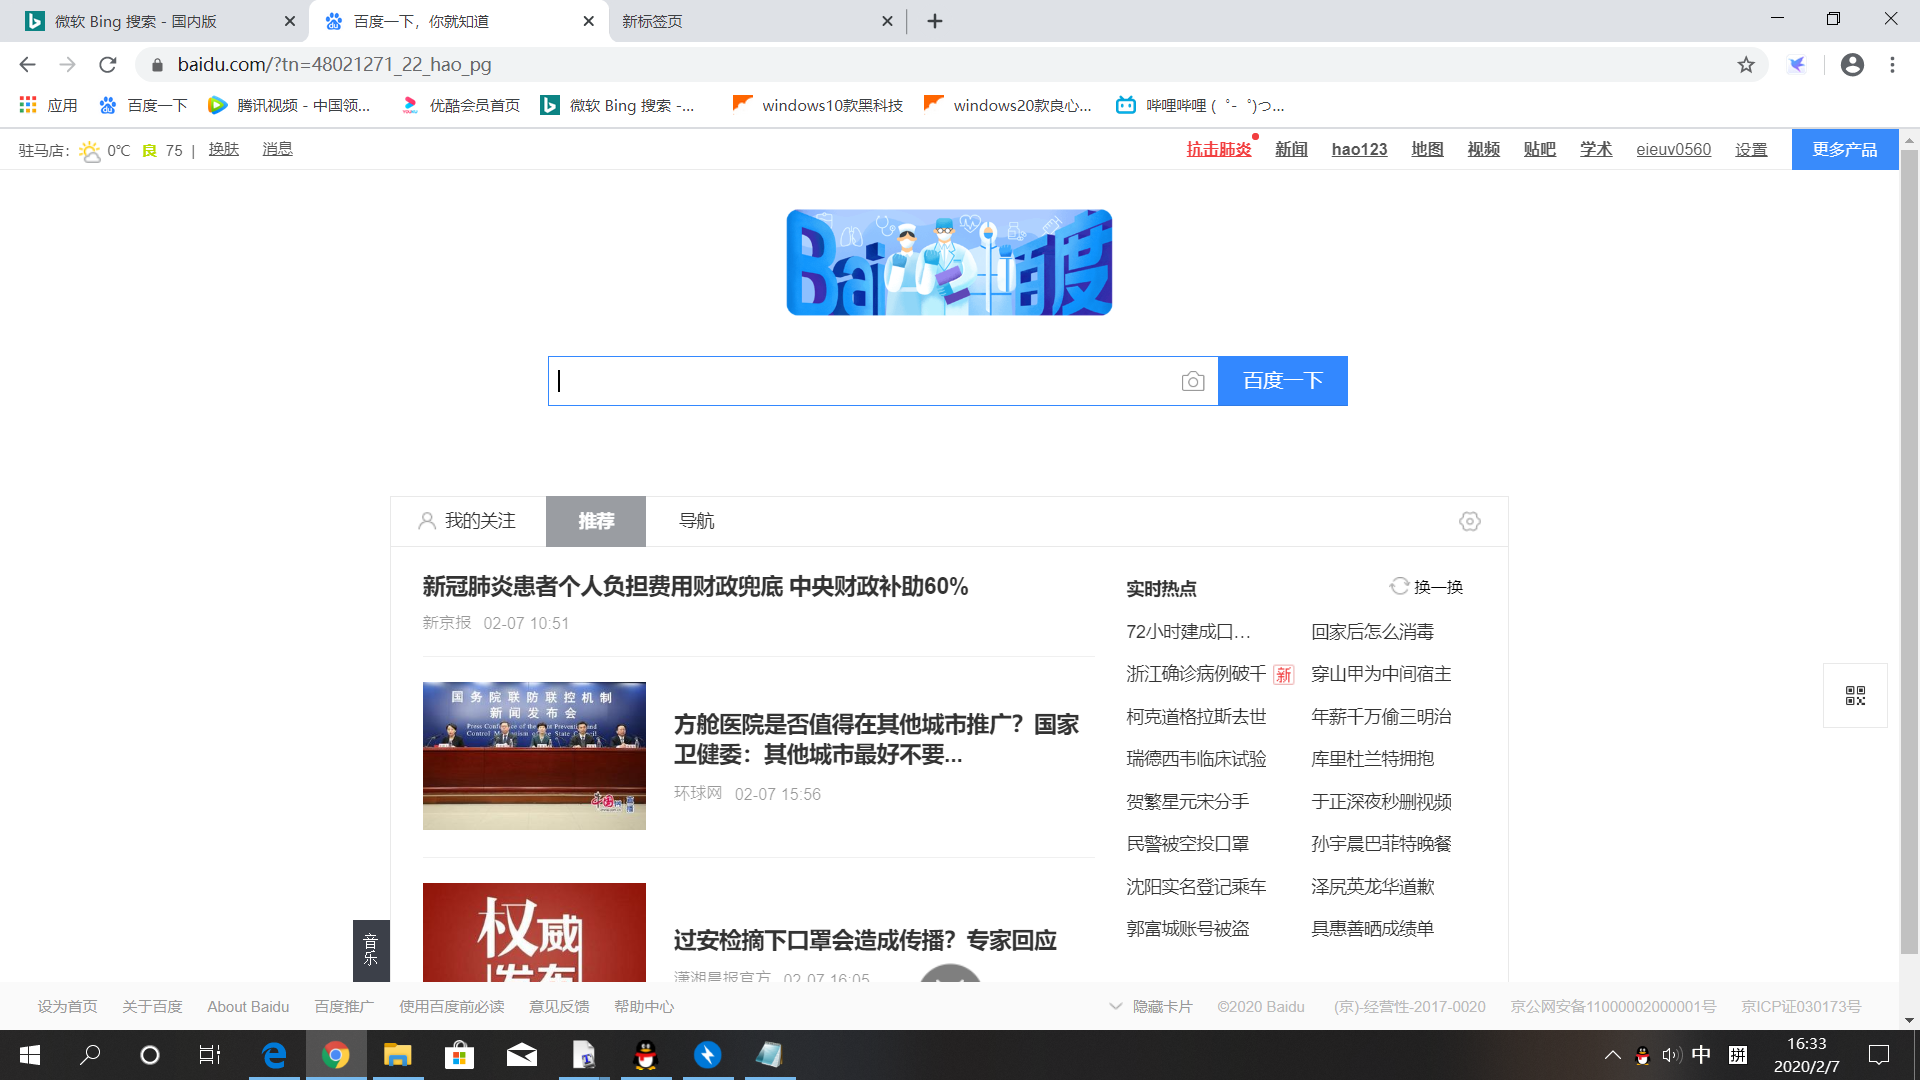 微软 Bing 搜索 - 国内版
百度一下，你就知道
新标签页
baidu.com/?tn=48021271_22_hao_pg
应用
百度一下
腾讯视频 - 中国领...
优酷会员首页
微软 Bing 搜索 -...
windows10款黑科技
windows20款良心...
哔哩哔哩 ( ゜- ゜)つ...
驻马店： 0℃ 良 75 | 换肤 消息
抗击肺炎 新闻 hao123 地图 视频 贴吧 学术 eieuv0560 设置 更多产品
Bai 百度
百度一下
我的关注 推荐 导航
新冠肺炎患者个人负担费用财政兜底 中央财政补助60%
新京报 02-07 10:51
国务院联防联控机制
新闻发布会
Press Conference of the Joint Prevention and
Control Mechanism of the State Council
中国网 直播
方舱医院是否值得在其他城市推广？国家
卫健委：其他城市最好不要...
环球网 02-07 15:56
权威
发布
过安检摘下口罩会造成传播？专家回应
潇湘晨报官方 02-07 16:05
实时热点 换一换
72小时建成口... 回家后怎么消毒
浙江确诊病例破千 新 穿山甲为中间宿主
柯克道格拉斯去世 年薪千万偷三明治
瑞德西韦临床试验 库里杜兰特拥抱
贺繁星元宋分手 于正深夜秒删视频
民警被空投口罩 孙宇晨巴菲特晚餐
沈阳实名登记乘车 泽尻英龙华道歉
郭富城账号被盗 具惠善晒成绩单
音乐
设为首页 关于百度 About Baidu 百度推广 使用百度前必读 意见反馈 帮助中心 隐藏卡片 ©2020 Baidu (京)-经营性-2017-0020 京公网安备11000002000001号 京ICP证030173号
中 拼
16:33
2020/2/7